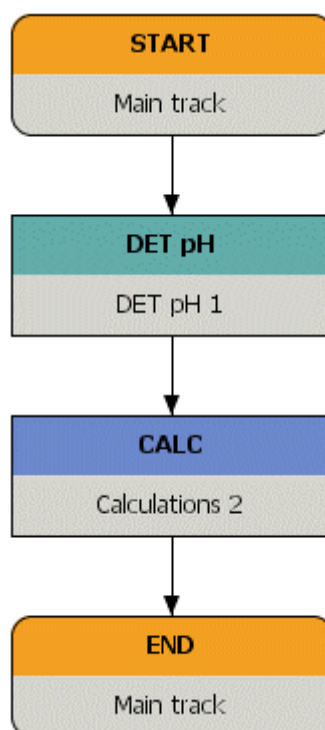 START
Main track
DET pH
DET pH 1
CALC
Calculations 2
END
Main track